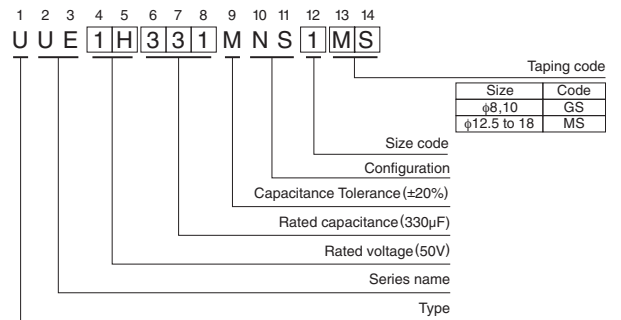 1 2 3 4 5 6 7 8 9 10 11 12 13 14
U U E 1 H 3 3 1 M N S 1 M S
Taping code
Size Code
ϕ8,10 GS
ϕ12.5 to 18 MS
Size code
Configuration
Capacitance Tolerance (±20%)
Rated capacitance (330µF)
Rated voltage (50V)
Series name
Type